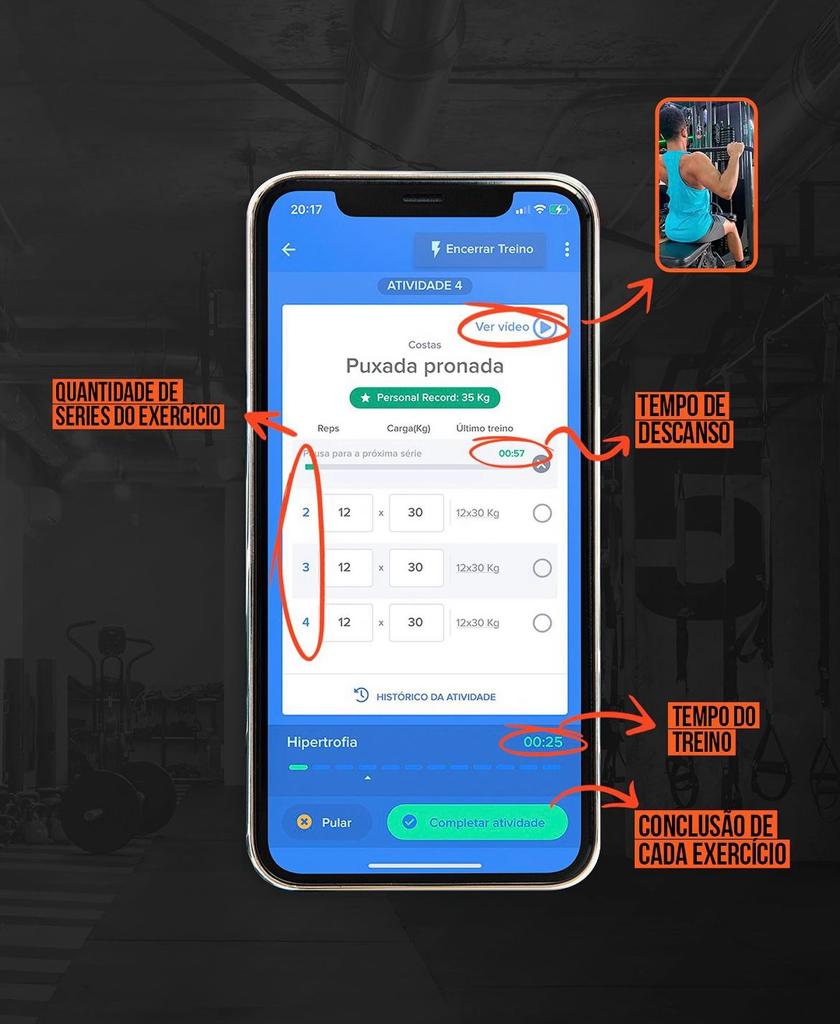 20:17
Encerrar Treino
ATIVIDADE 4
Ver vídeo
Costas
Puxada pronada
Personal Record: 35 Kg
Reps Carga(Kg) Último treino
Pausa para a próxima série 00:57
2 12 x 30 12x30 Kg
3 12 x 30 12x30 Kg
4 12 x 30 12x30 Kg
HISTÓRICO DA ATIVIDADE
Hipertrofia 00:25
Pular Completar atividade
QUANTIDADE DE
SERIES DO EXERCÍCIO
TEMPO DE
DESCANSO
TEMPO DO
TREINO
CONCLUSÃO DE
CADA EXERCÍCIO